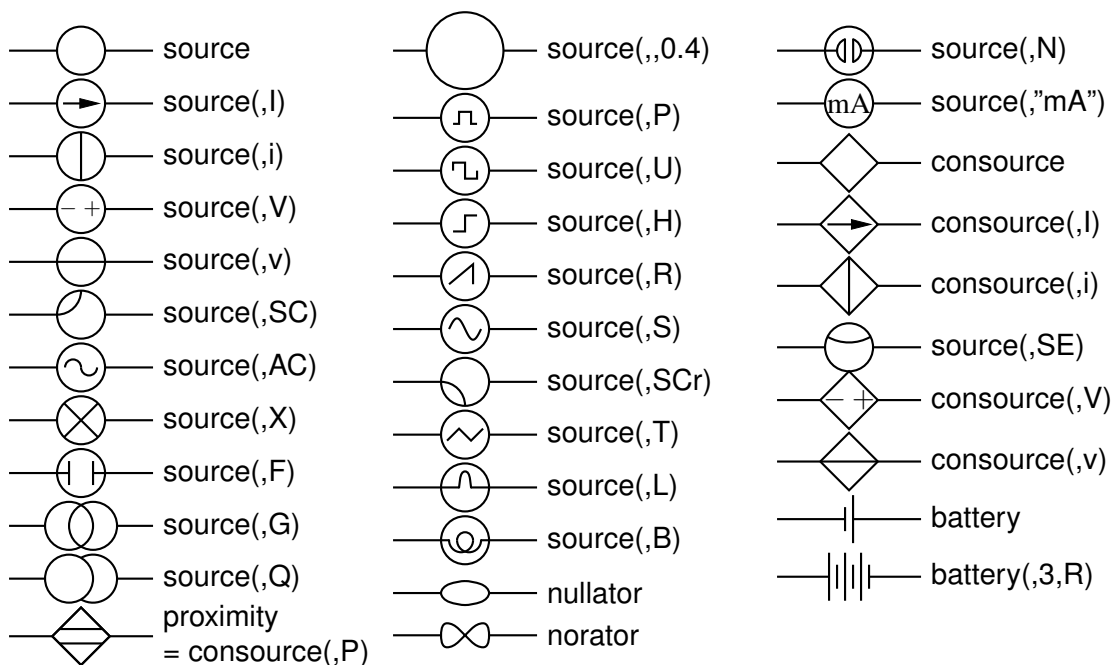 source
source(,I)
source(,i)
source(,V)
− +
source(,v)
source(,SC)
source(,AC)
source(,X)
source(,F)
source(,G)
source(,Q)
proximity
= consource(,P)
source(,,0.4)
source(,P)
source(,U)
source(,H)
source(,R)
source(,S)
source(,SCr)
source(,T)
source(,L)
source(,B)
nullator
norator
source(,N)
mA
source(,”mA”)
consource
consource(,I)
consource(,i)
source(,SE)
− +
consource(,V)
consource(,v)
battery
battery(,3,R)